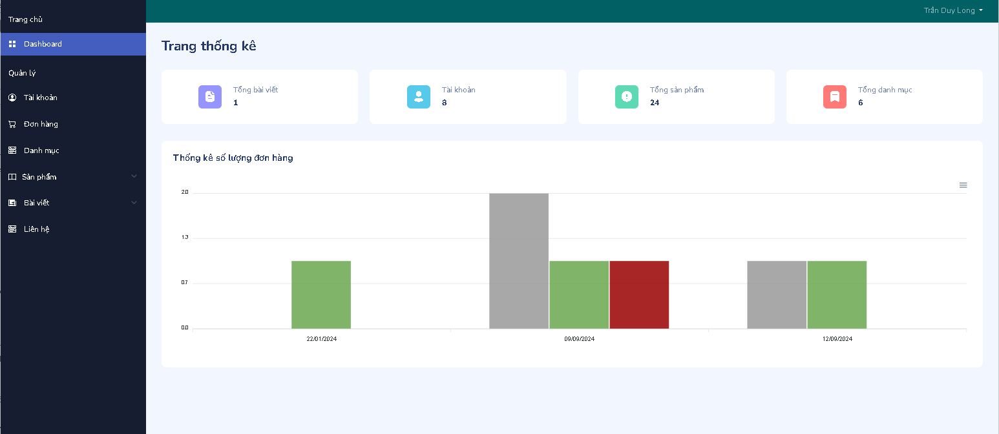 Trang chủ
Trần Duy Long
Dashboard
Quản lý
Tài khoản
Đơn hàng
Danh mục
Sản phẩm
Bài viết
Liên hệ
Trang thống kê
Tổng bài viết
1
Tài khoản
8
Tổng sản phẩm
24
Tổng danh mục
6
Thống kê số lượng đơn hàng
2.0
1.3
0.7
0.0
22/01/2024
09/09/2024
12/09/2024